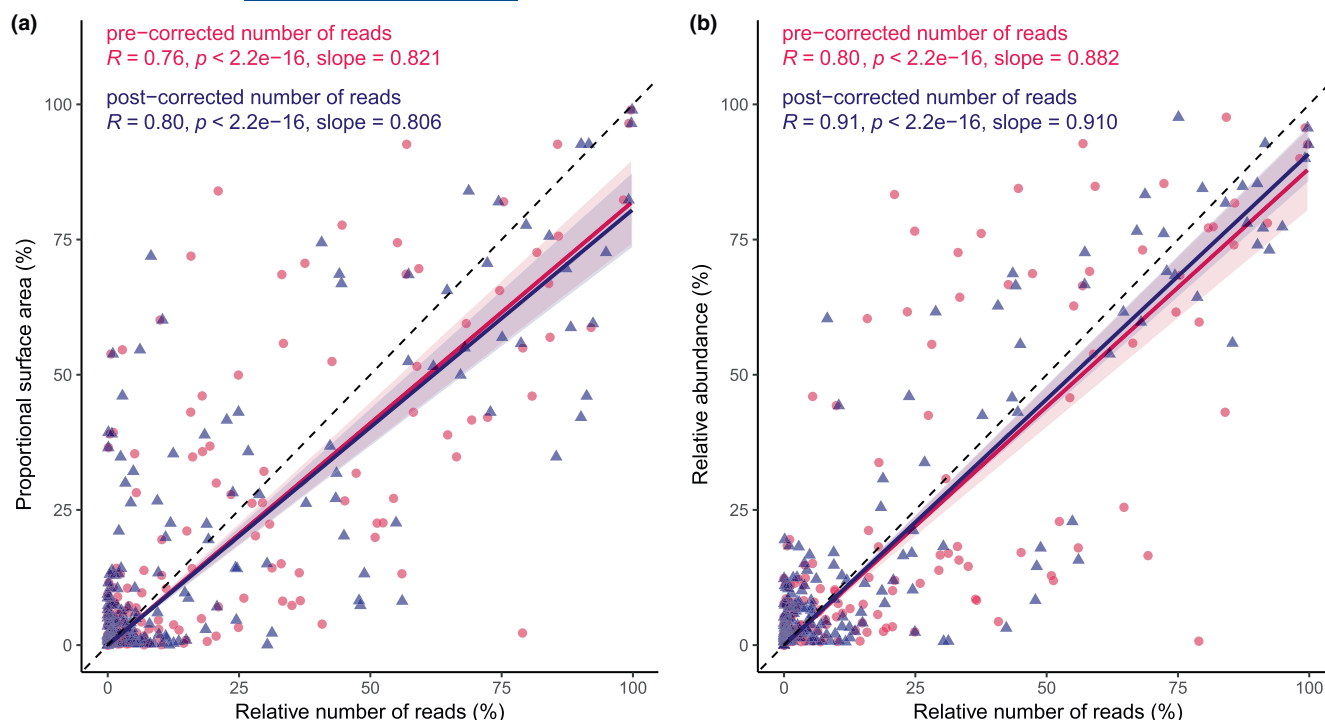 (a)
pre−corrected number of reads
R = 0.76, p < 2.2e−16, slope = 0.821
post−corrected number of reads
R = 0.80, p < 2.2e−16, slope = 0.806
100
75
50
25
0
Proportional surface area (%)
0 25 50 75 100
Relative number of reads (%)
(b)
pre−corrected number of reads
R = 0.80, p < 2.2e−16, slope = 0.882
post−corrected number of reads
R = 0.91, p < 2.2e−16, slope = 0.910
100
75
50
25
0
Relative abundance (%)
0 25 50 75 100
Relative number of reads (%)